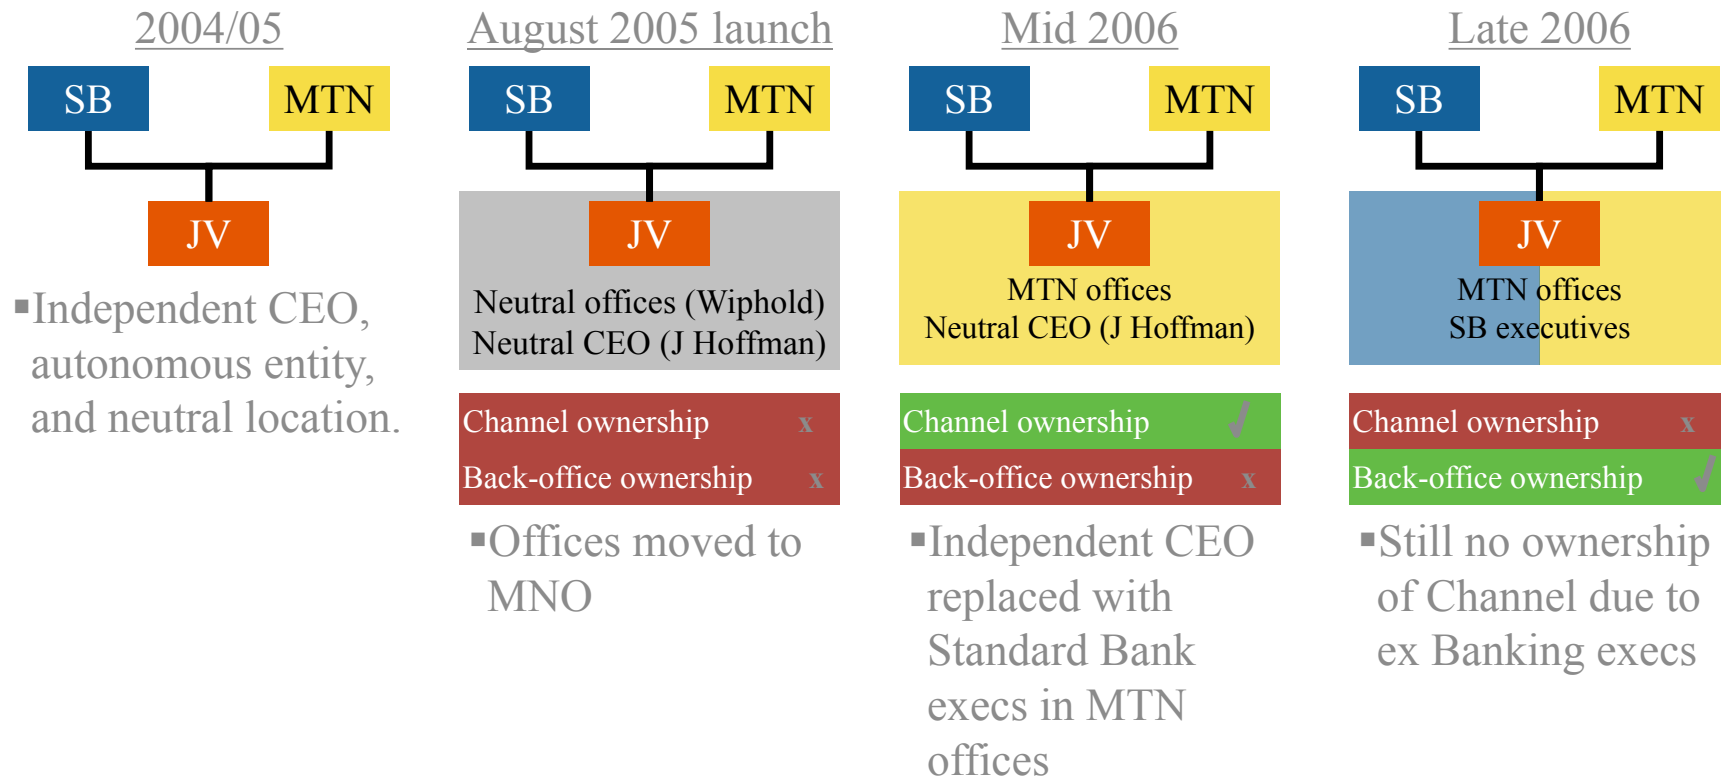 2004/05
SB
MTN
JV
▪Independent CEO,
autonomous entity,
and neutral location.
August 2005 launch
SB
MTN
JV
Neutral offices (Wiphold)
Neutral CEO (J Hoffman)
Channel ownership x
Back-office ownership x
▪Offices moved to
MNO
Mid 2006
SB
MTN
JV
MTN offices
Neutral CEO (J Hoffman)
Channel ownership ✓
Back-office ownership x
▪Independent CEO
replaced with
Standard Bank
execs in MTN
offices
Late 2006
SB
MTN
JV
MTN offices
SB executives
Channel ownership x
Back-office ownership ✓
▪Still no ownership
of Channel due to
ex Banking execs